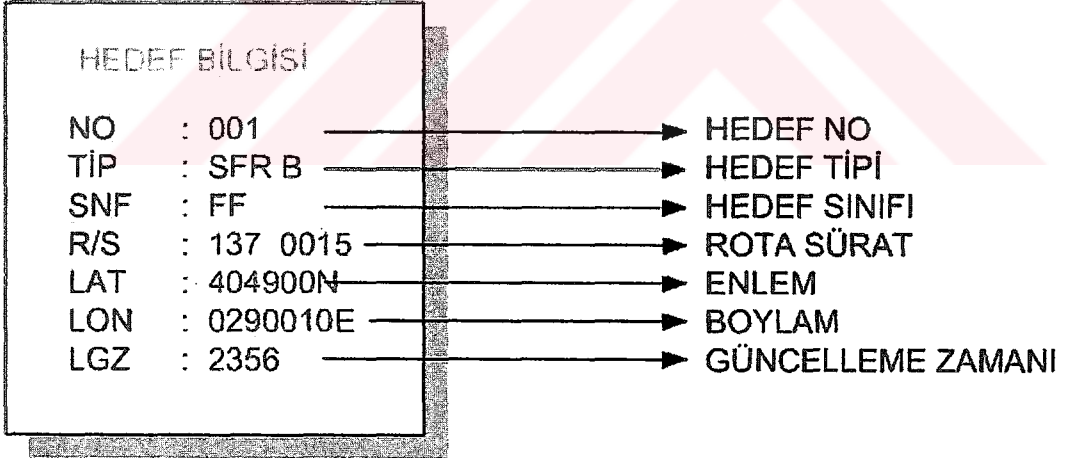 HEDEF BİLGİSİ
NO : 001 HEDEF NO
TİP : SFR B HEDEF TİPİ
SNF : FF HEDEF SINIFI
R/S : 137 0015 ROTA SÜRAT
LAT : 404900N ENLEM
LON : 0290010E BOYLAM
LGZ : 2356 GÜNCELLEME ZAMANI